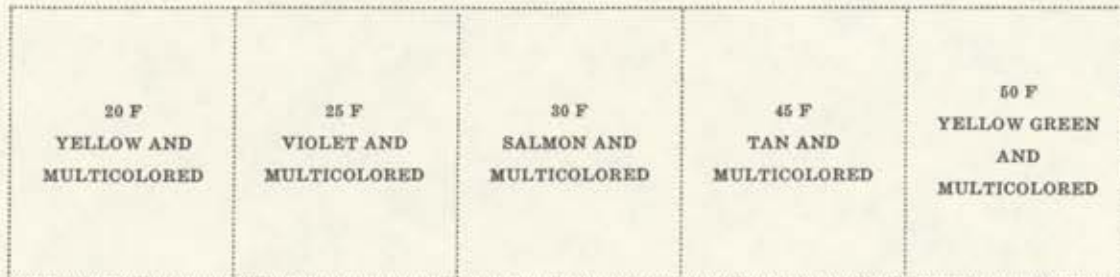 20 F
YELLOW AND
MULTICOLORED
25 F
VIOLET AND
MULTICOLORED
30 F
SALMON AND
MULTICOLORED
45 F
TAN AND
MULTICOLORED
50 F
YELLOW GREEN
AND
MULTICOLORED